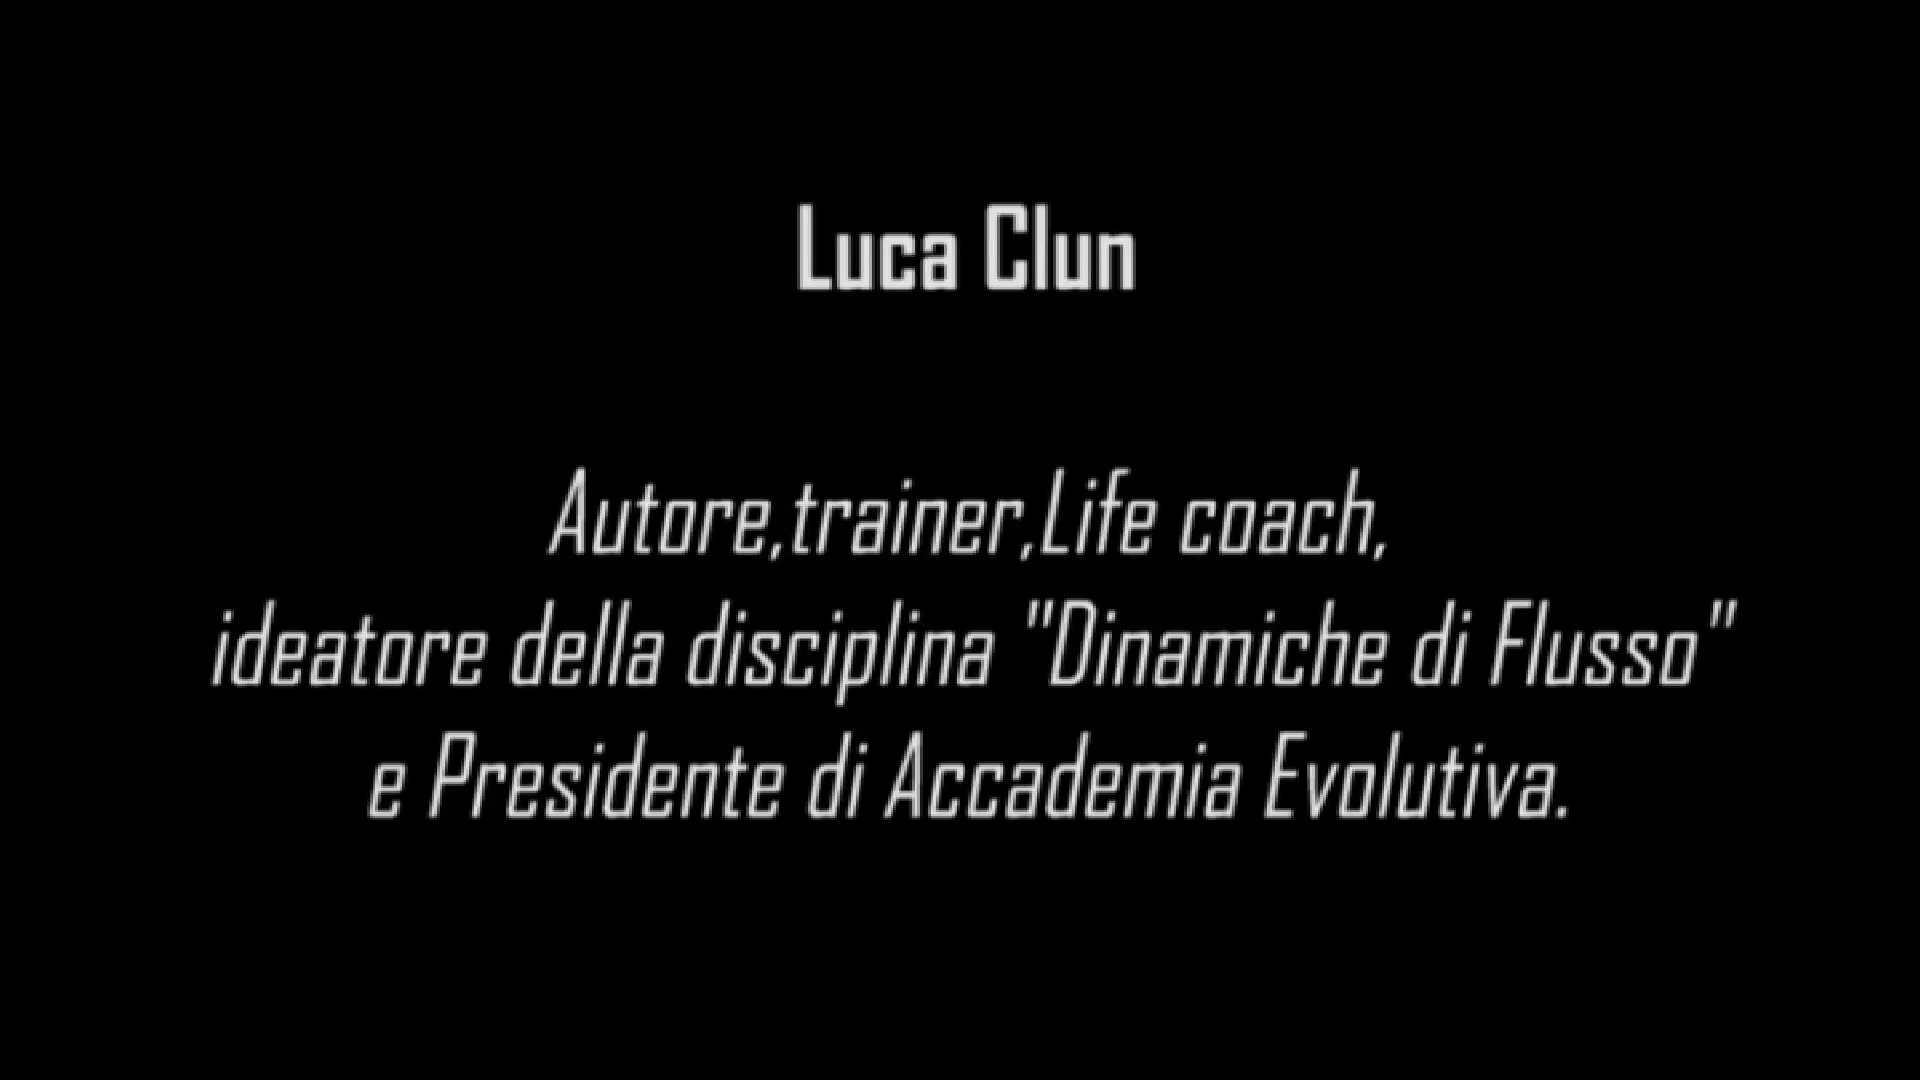 Luca Clun
Autore,trainer,Life coach,
ideatore della disciplina "Dinamiche di Flusso"
e Presidente di Accademia Evolutiva.